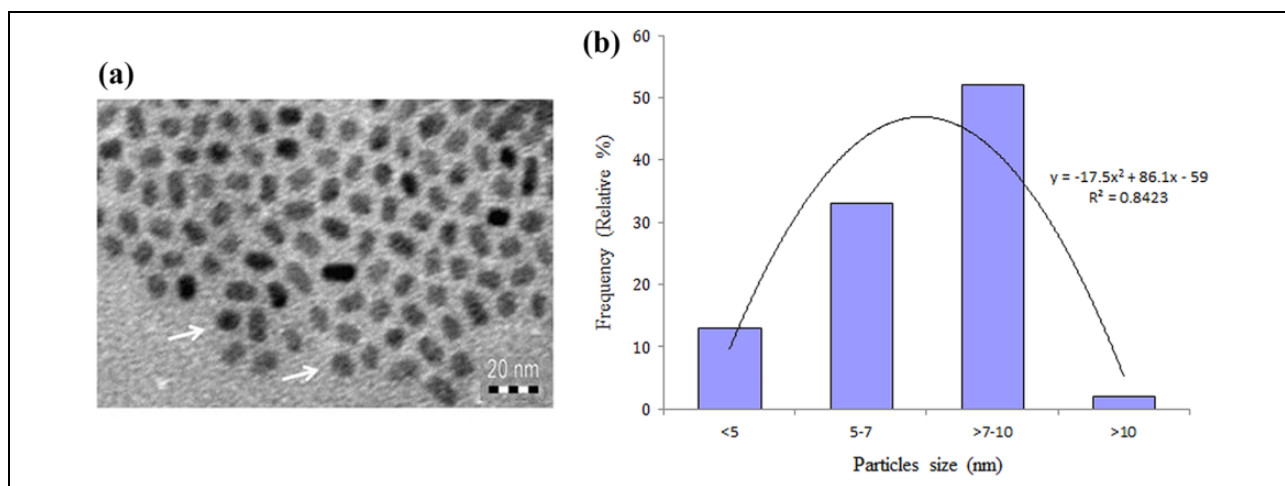 (a)
20 nm
(b)
Frequency (Relative %)
60
50
40
30
20
10
0
y = -17.5x² + 86.1x - 59
R² = 0.8423
<5
5-7
>7-10
>10
Particles size (nm)